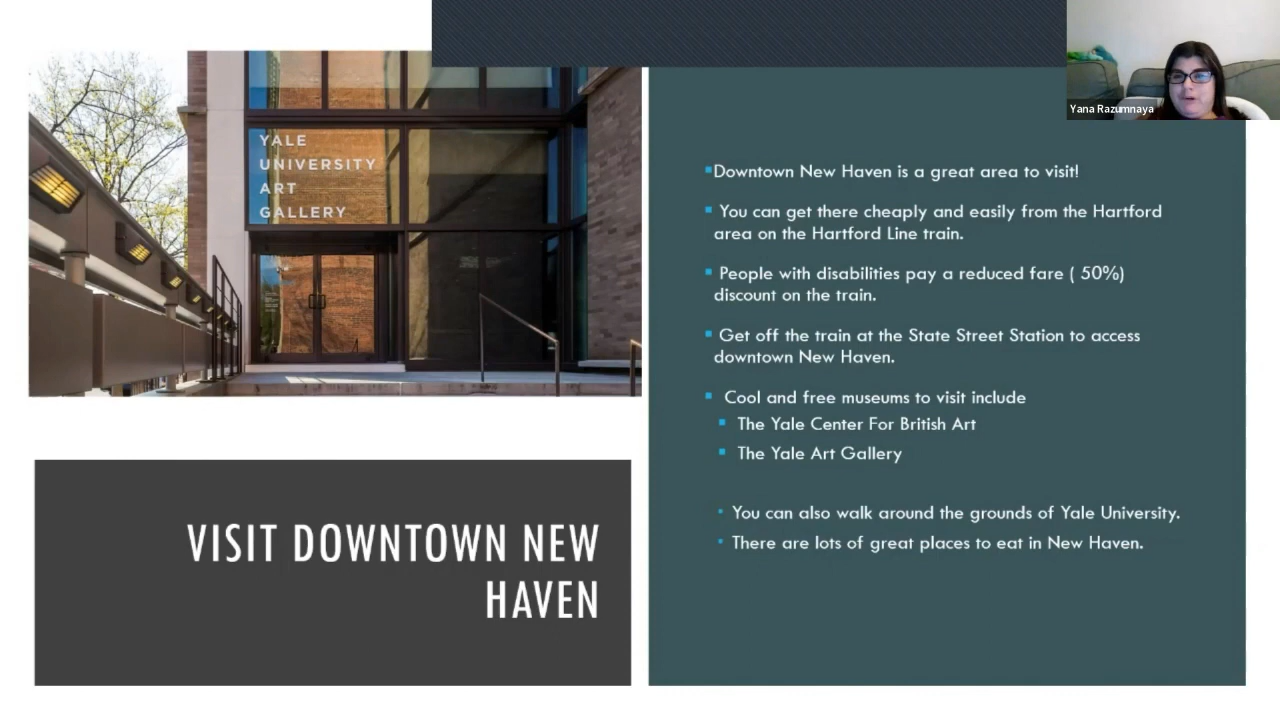 YALE
UNIVERSITY
ART
GALLERY
VISIT DOWNTOWN NEW
HAVEN
Yana Razumnaya
Downtown New Haven is a great area to visit!
You can get there cheaply and easily from the Hartford
area on the Hartford Line train.
People with disabilities pay a reduced fare ( 50%)
discount on the train.
Get off the train at the State Street Station to access
downtown New Haven.
Cool and free museums to visit include
The Yale Center For British Art
The Yale Art Gallery
You can also walk around the grounds of Yale University.
There are lots of great places to eat in New Haven.